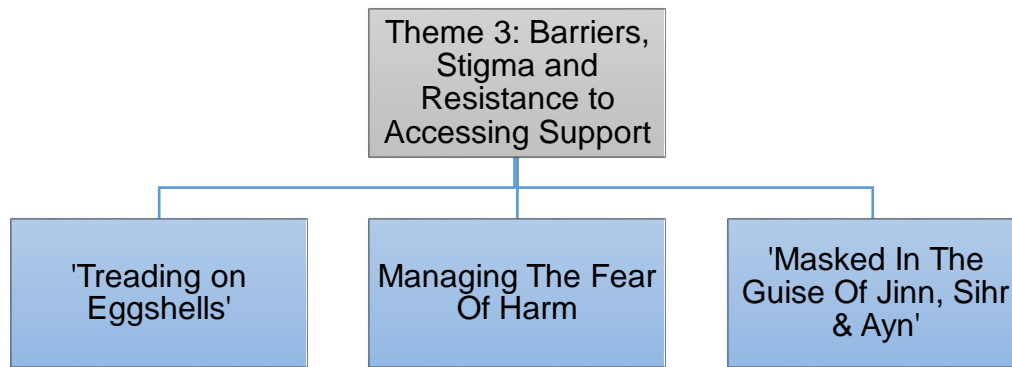 Theme 3: Barriers,
Stigma and
Resistance to
Accessing Support
'Treading on
Eggshells'
Managing The Fear
Of Harm
'Masked In The
Guise Of Jinn, Sihr
& Ayn'